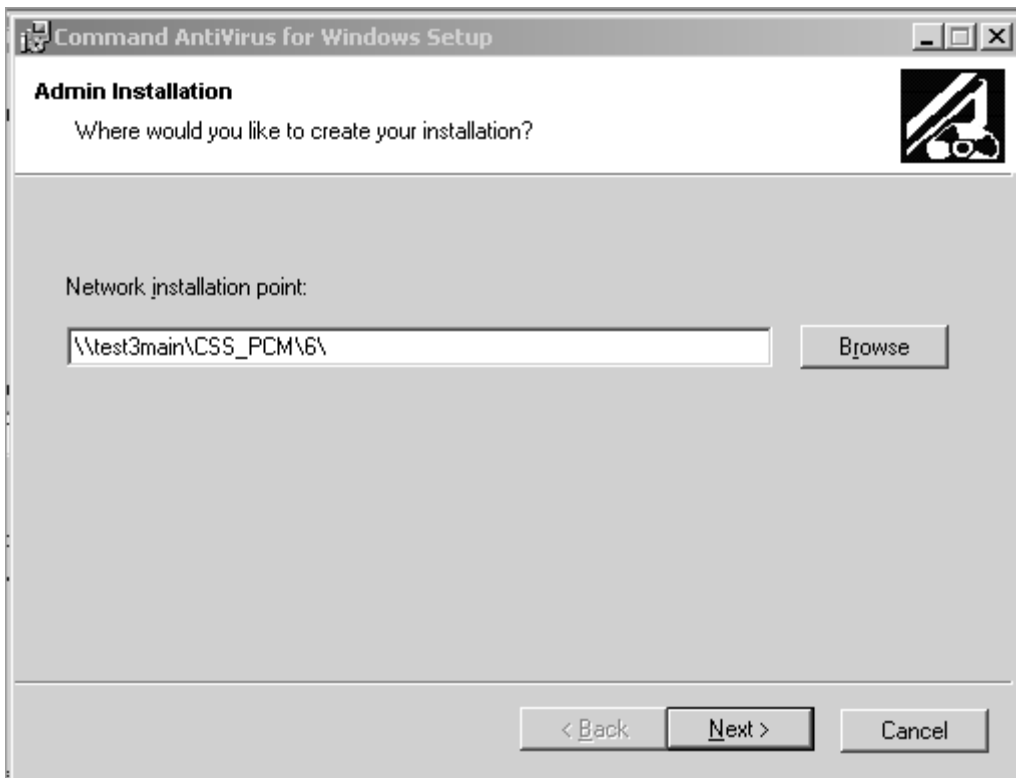 Command AntiVirus for Windows Setup
Admin Installation
Where would you like to create your installation?
Network installation point:
\\test3main\CSS_PCM\6\
Browse
< Back
Next >
Cancel